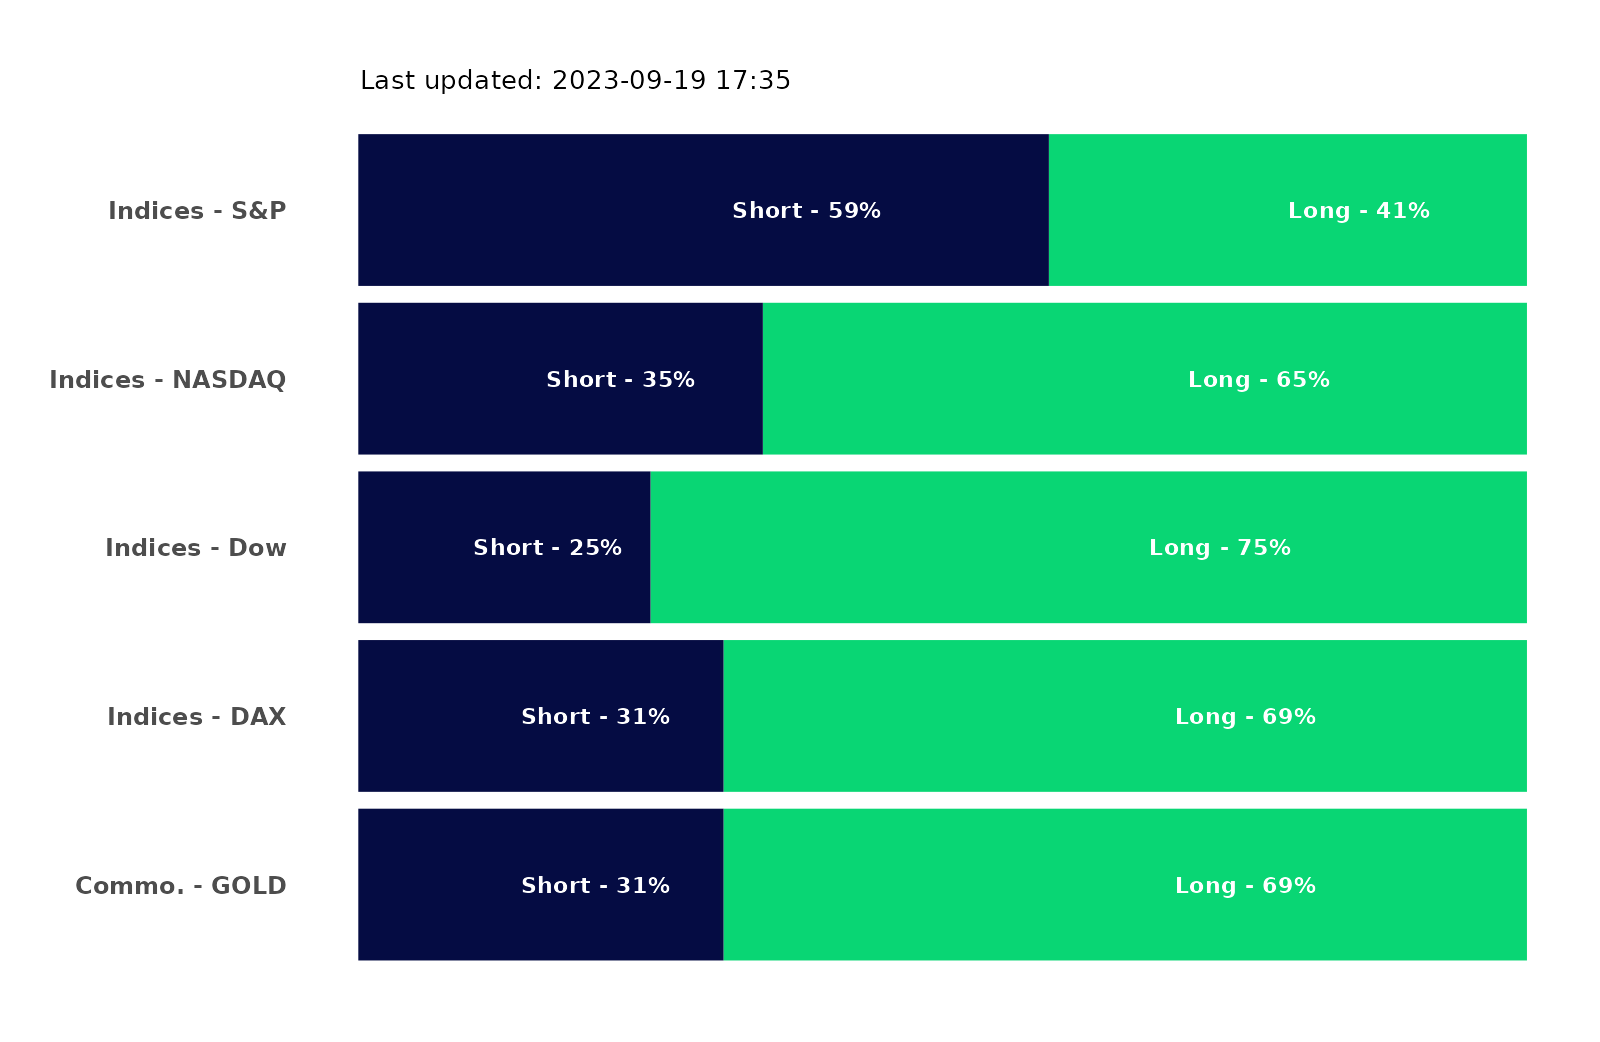 Last updated: 2023-09-19 17:35
Indices - S&P Short - 59% Long - 41%
Indices - NASDAQ Short - 35% Long - 65%
Indices - Dow Short - 25% Long - 75%
Indices - DAX Short - 31% Long - 69%
Commo. - GOLD Short - 31% Long - 69%